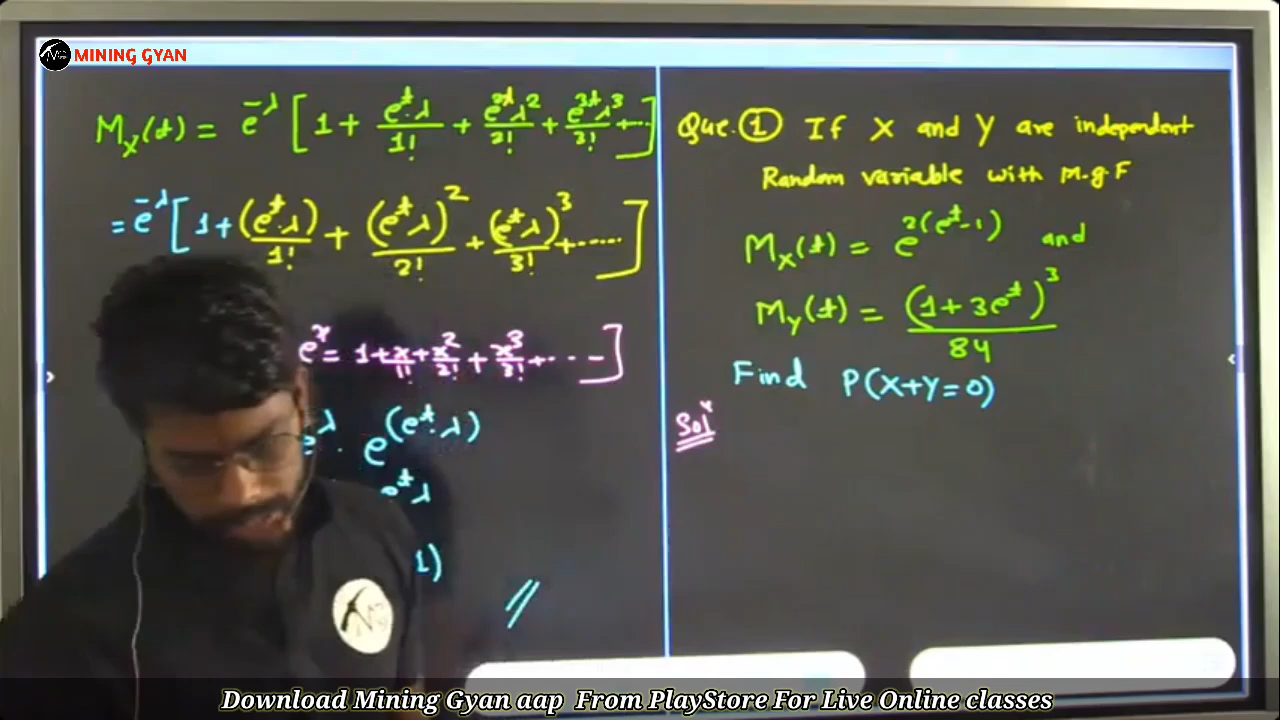 MINING GYAN
Mx(t) = e^-λ [1 + e^t.λ/1! + e^2t λ^2/2! + e^3t λ^3/3! + ...]
= e^-λ [1 + (e^t.λ)/1! + (e^t λ)^2/2! + (e^t λ)^3/3! + ......]
e^x = 1 + x/1! + x^2/2! + x^3/3! + ... ]
e^(e^t.λ)
e^t λ
1)
Que. 1 If X and Y are independent
Random variable with M.g.F
Mx(t) = e^2(e^t-1) and
My(t) = (1 + 3e^t)^3/84
Find P(X+Y=0)
Sol^n
Download Mining Gyan aap From PlayStore For Live Online classes